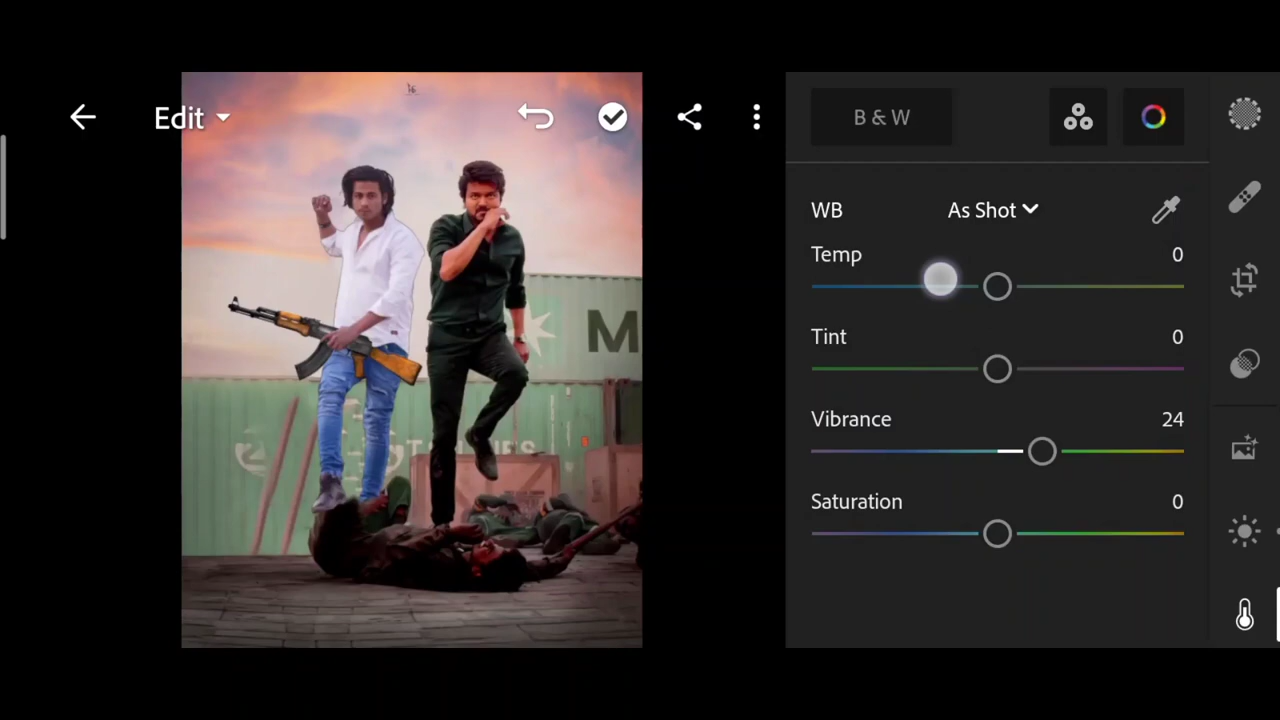 Edit
B & W
WB
As Shot
Temp
0
Tint
0
Vibrance
24
Saturation
0
M